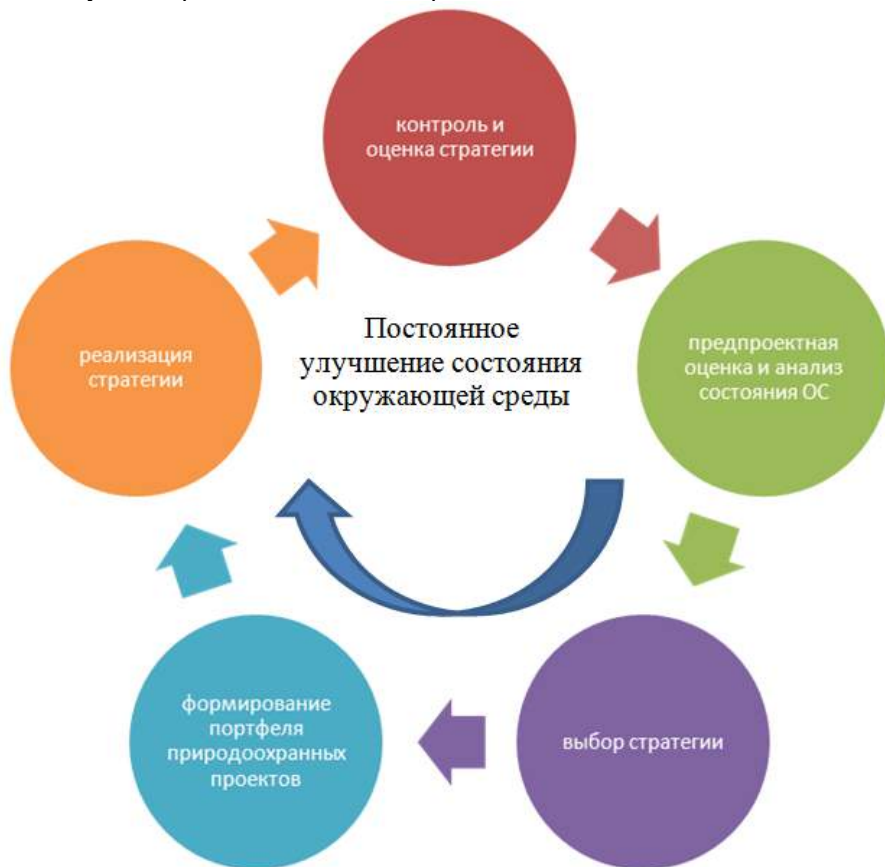 контроль и
оценка стратегии
предпроектная
оценка и анализ
состояния ОС
выбор стратегии
формирование
портфеля
природоохранных
проектов
реализация
стратегии
Постоянное
улучшение состояния
окружающей среды